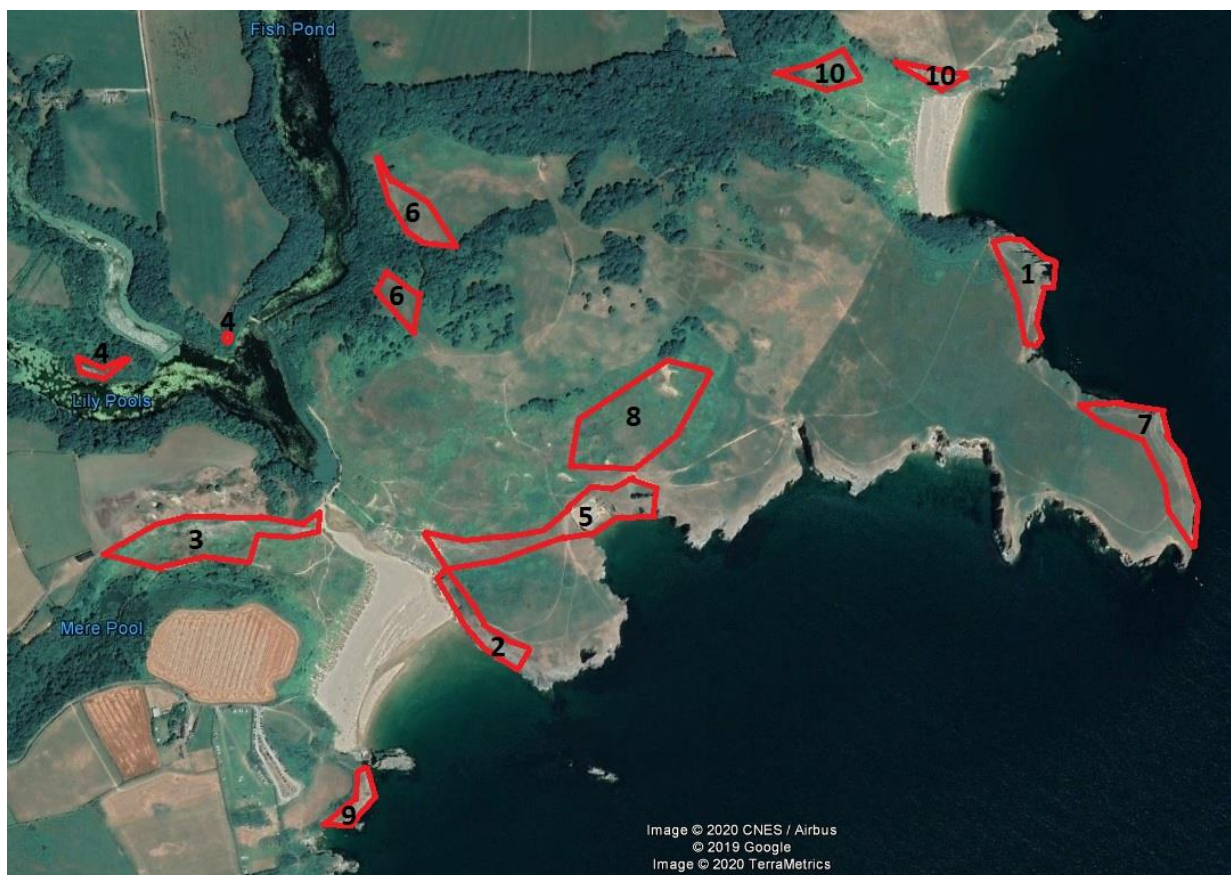 Fish Pond
10
10
6
1
6
4
4
Lily Pools
7
8
5
3
Mere Pool
2
9
Image © 2020 CNES / Airbus
© 2019 Google
Image © 2020 TerraMetrics